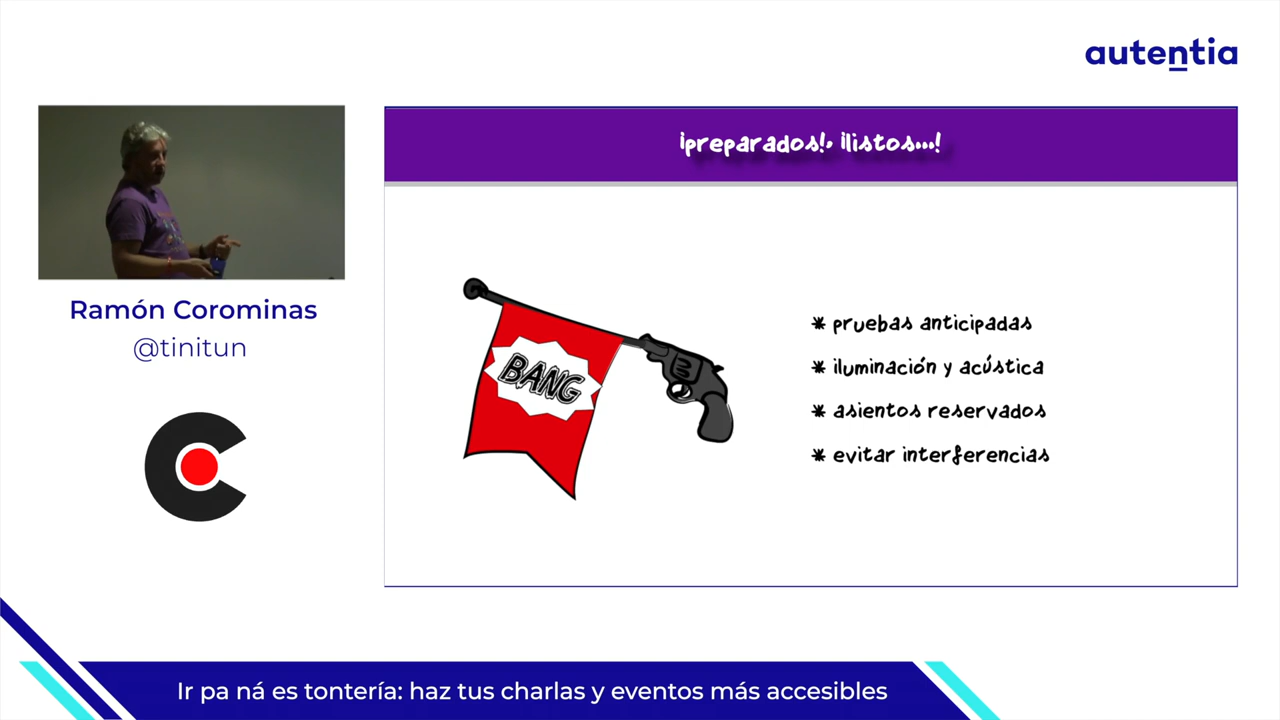 autentia
¡preparados!, ¡listos...!
BANG
* pruebas anticipadas
* iluminación y acústica
* asientos reservados
* evitar interferencias
Ramón Corominas
@tinitun
Ir pa ná es tontería: haz tus charlas y eventos más accesibles